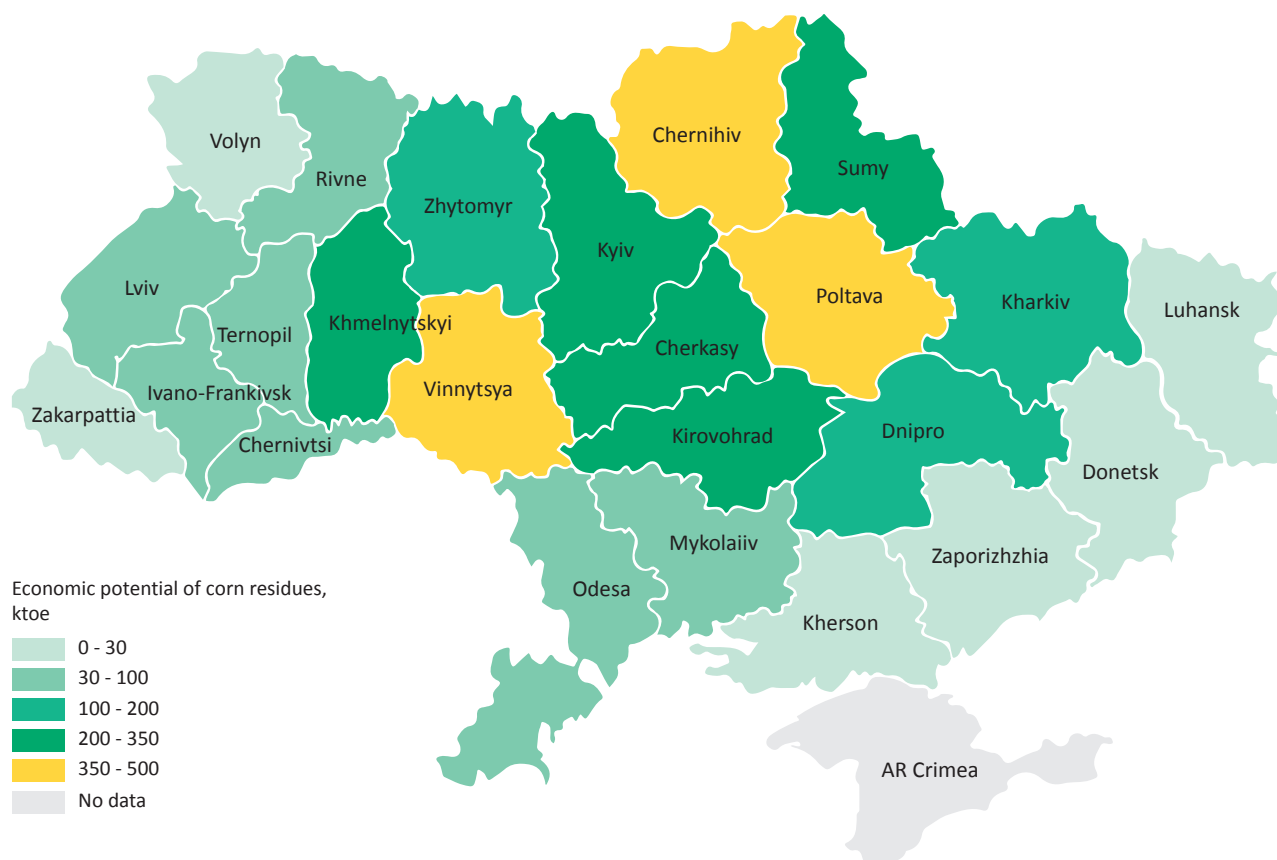 Chernihiv
Volyn
Rivne
Sumy
Zhytomyr
Kyiv
Lviv
Poltava
Kharkiv
Luhansk
Ternopil
Khmelnytskyi
Cherkasy
Ivano-Frankivsk
Vinnytsya
Zakarpattia
Chernivtsi
Kirovohrad
Dnipro
Donetsk
Mykolaiiv
Zaporizhzhia
Odesa
Kherson
AR Crimea
Economic potential of corn residues,
ktoe
0 - 30
30 - 100
100 - 200
200 - 350
350 - 500
No data